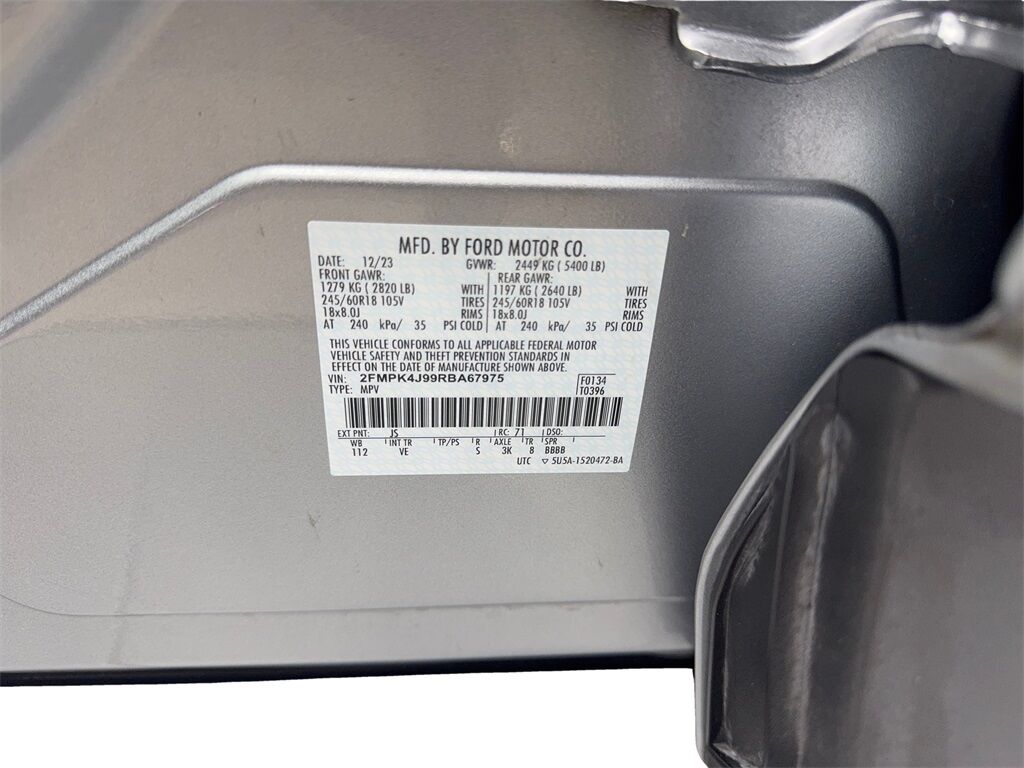 MFD. BY FORD MOTOR CO.
DATE: 12/23 GVWR: 2449 KG ( 5400 LB)
FRONT GAWR: REAR GAWR:
1279 KG ( 2820 LB) WITH 1197 KG ( 2640 LB) WITH
245/60R18 105V TIRES 245/60R18 105V TIRES
18x8.0J RIMS 18x8.0J RIMS
AT 240 kPa/ 35 PSI COLD AT 240 kPa/ 35 PSI COLD
THIS VEHICLE CONFORMS TO ALL APPLICABLE FEDERAL MOTOR
VEHICLE SAFETY AND THEFT PREVENTION STANDARDS IN
EFFECT ON THE DATE OF MANUFACTURE SHOWN ABOVE.
VIN: 2FMPK4J99RBA67975 F0134
TYPE: MPV T0396
EXT PNT: JS RC: 71 DSO:
WB INT TR TP/PS R AXLE TR SPR
112 VE S 3K 8 BBBB
UTC ▽ 5U5A-1520472-BA